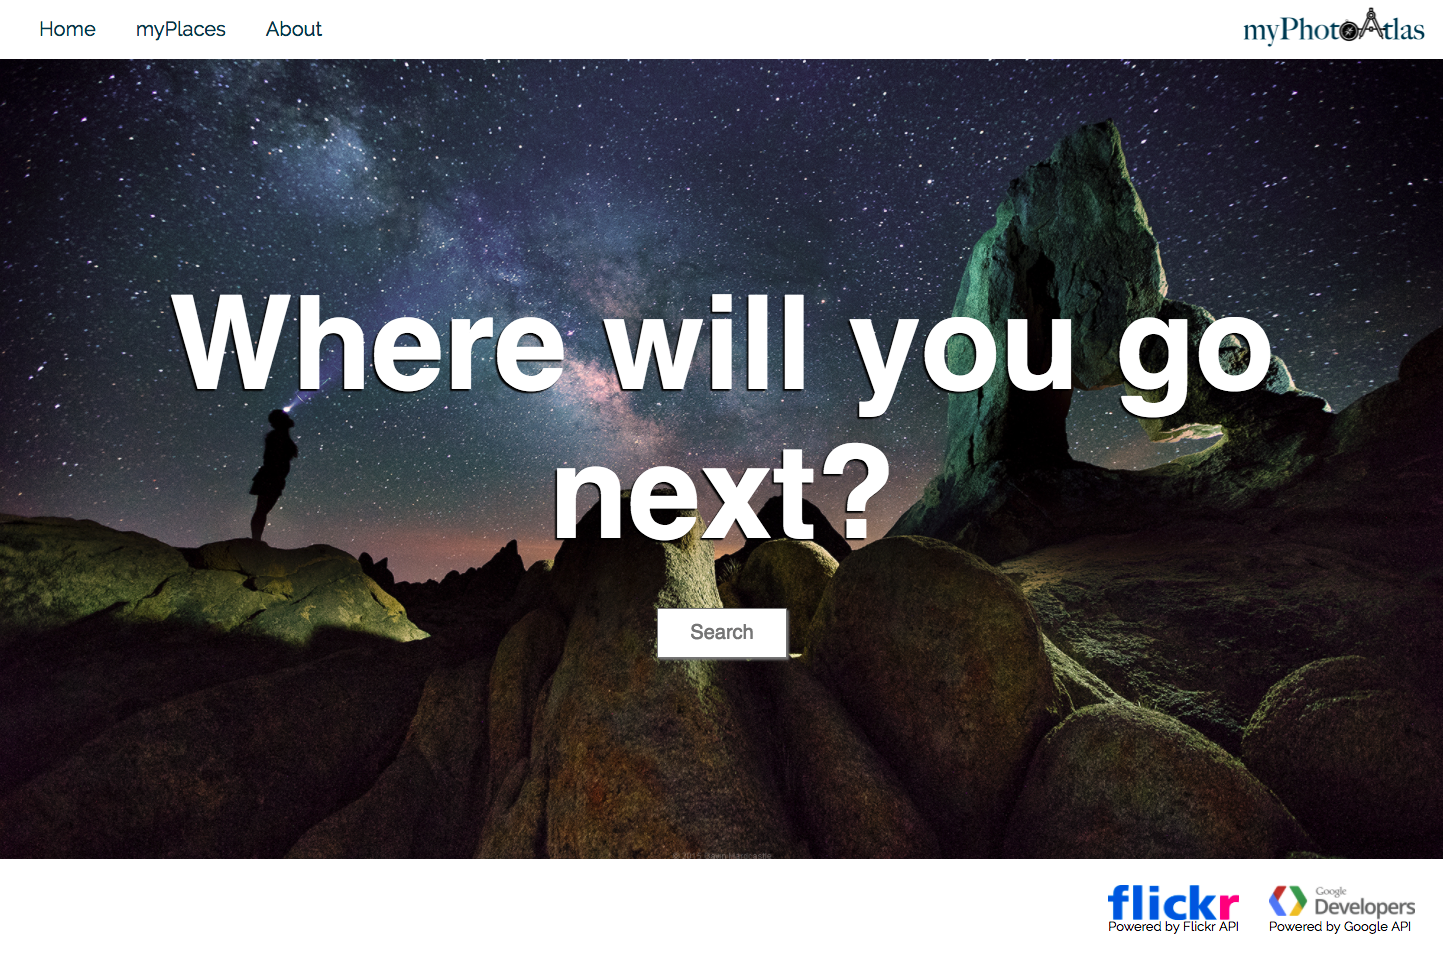 Home myPlaces About myPhotoAtlas
Where will you go
next?
Search
flickr Google Developers
Powered by Flickr API Powered by Google API